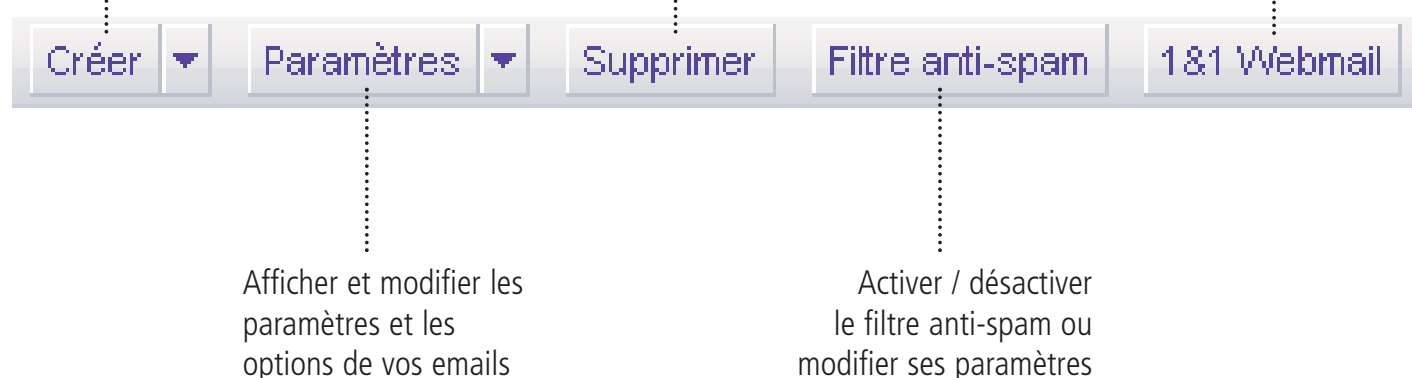 Créer Paramètres Supprimer Filtre anti-spam 1&1 Webmail
Afficher et modifier les
paramètres et les
options de vos emails
Activer / désactiver
le filtre anti-spam ou
modifier ses paramètres